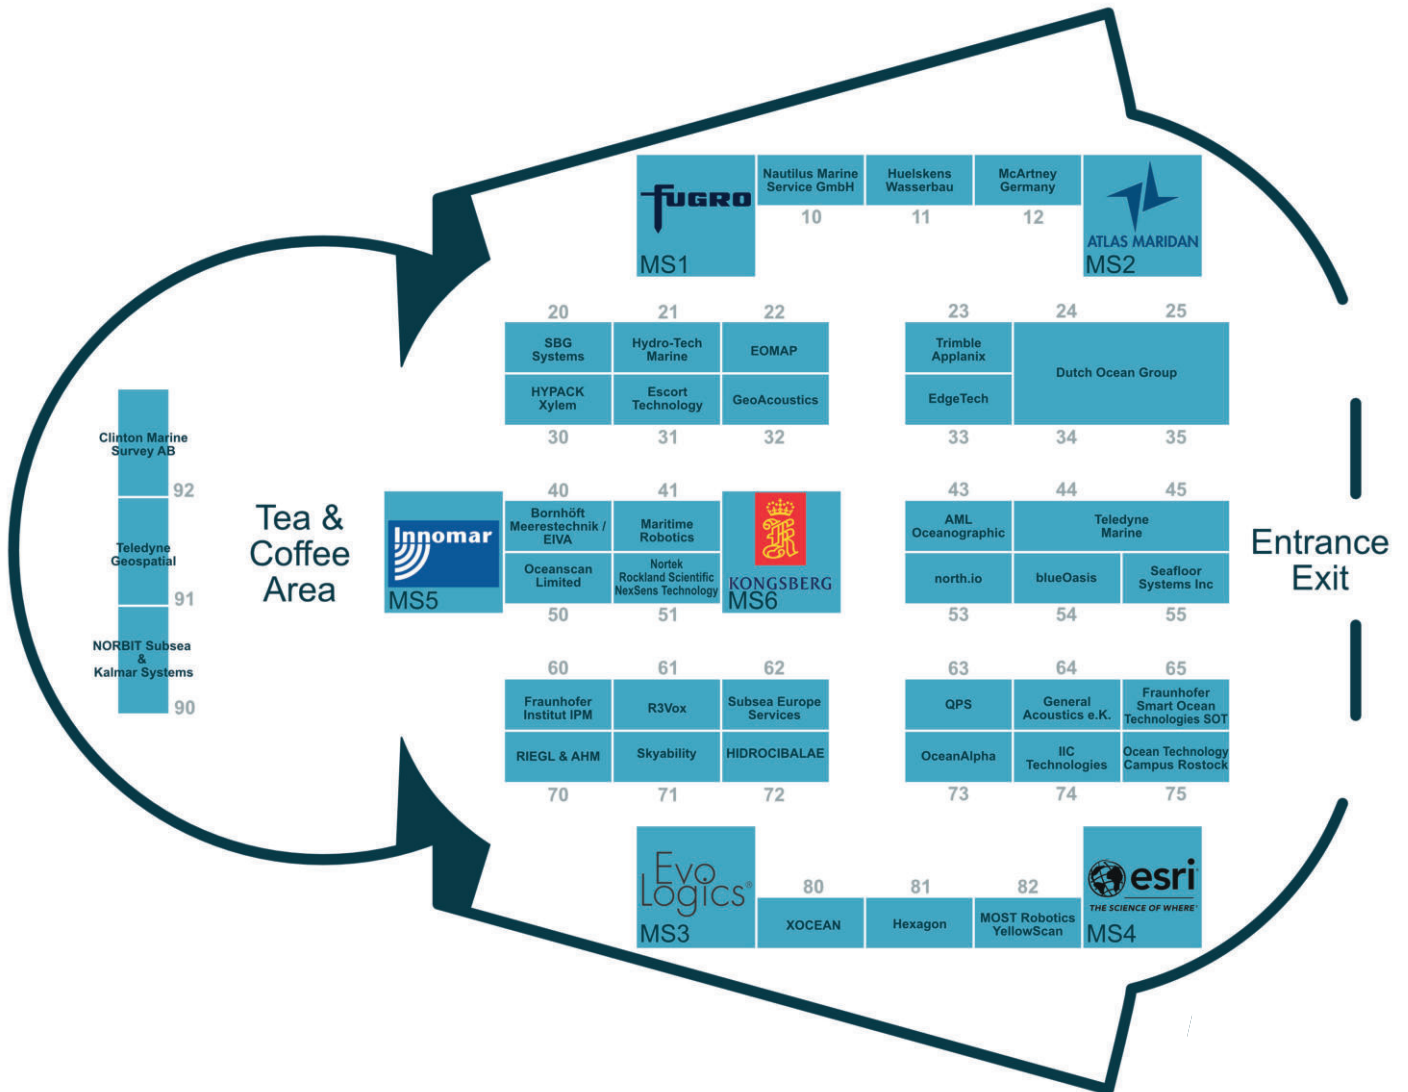 FUGRO
MS1
Nautilus Marine
Service GmbH
10
Huelskens
Wasserbau
11
McArtney
Germany
12
ATLAS MARIDAN
MS2
20
21
22
23
24
25
SBG
Systems
Hydro-Tech
Marine
EOMAP
Trimble
Applanix
Dutch Ocean Group
HYPACK
Xylem
Escort
Technology
GeoAcoustics
EdgeTech
30
31
32
33
34
35
Clinton Marine
Survey AB
92
Teledyne
Geospatial
91
NORBIT Subsea
&
Kalmar Systems
90
Tea &
Coffee
Area
Innomar
MS5
40
41
Bornhöft
Meerestechnik /
EIVA
Maritime
Robotics
Oceanscan
Limited
Nortek
Rockland Scientific
NexSens Technology
50
51
KONGSBERG
MS6
43
44
45
AML
Oceanographic
Teledyne
Marine
north.io
blueOasis
Seafloor
Systems Inc
53
54
55
Entrance
Exit
60
61
62
63
64
65
Fraunhofer
Institut IPM
R3Vox
Subsea Europe
Services
QPS
General
Acoustics e.K.
Fraunhofer
Smart Ocean
Technologies SOT
RIEGL & AHM
Skyability
HIDROCIBALAE
OceanAlpha
IIC
Technologies
Ocean Technology
Campus Rostock
70
71
72
73
74
75
Evo
Logics®
MS3
80
XOCEAN
81
Hexagon
82
MOST Robotics
YellowScan
esri
THE SCIENCE OF WHERE™
MS4